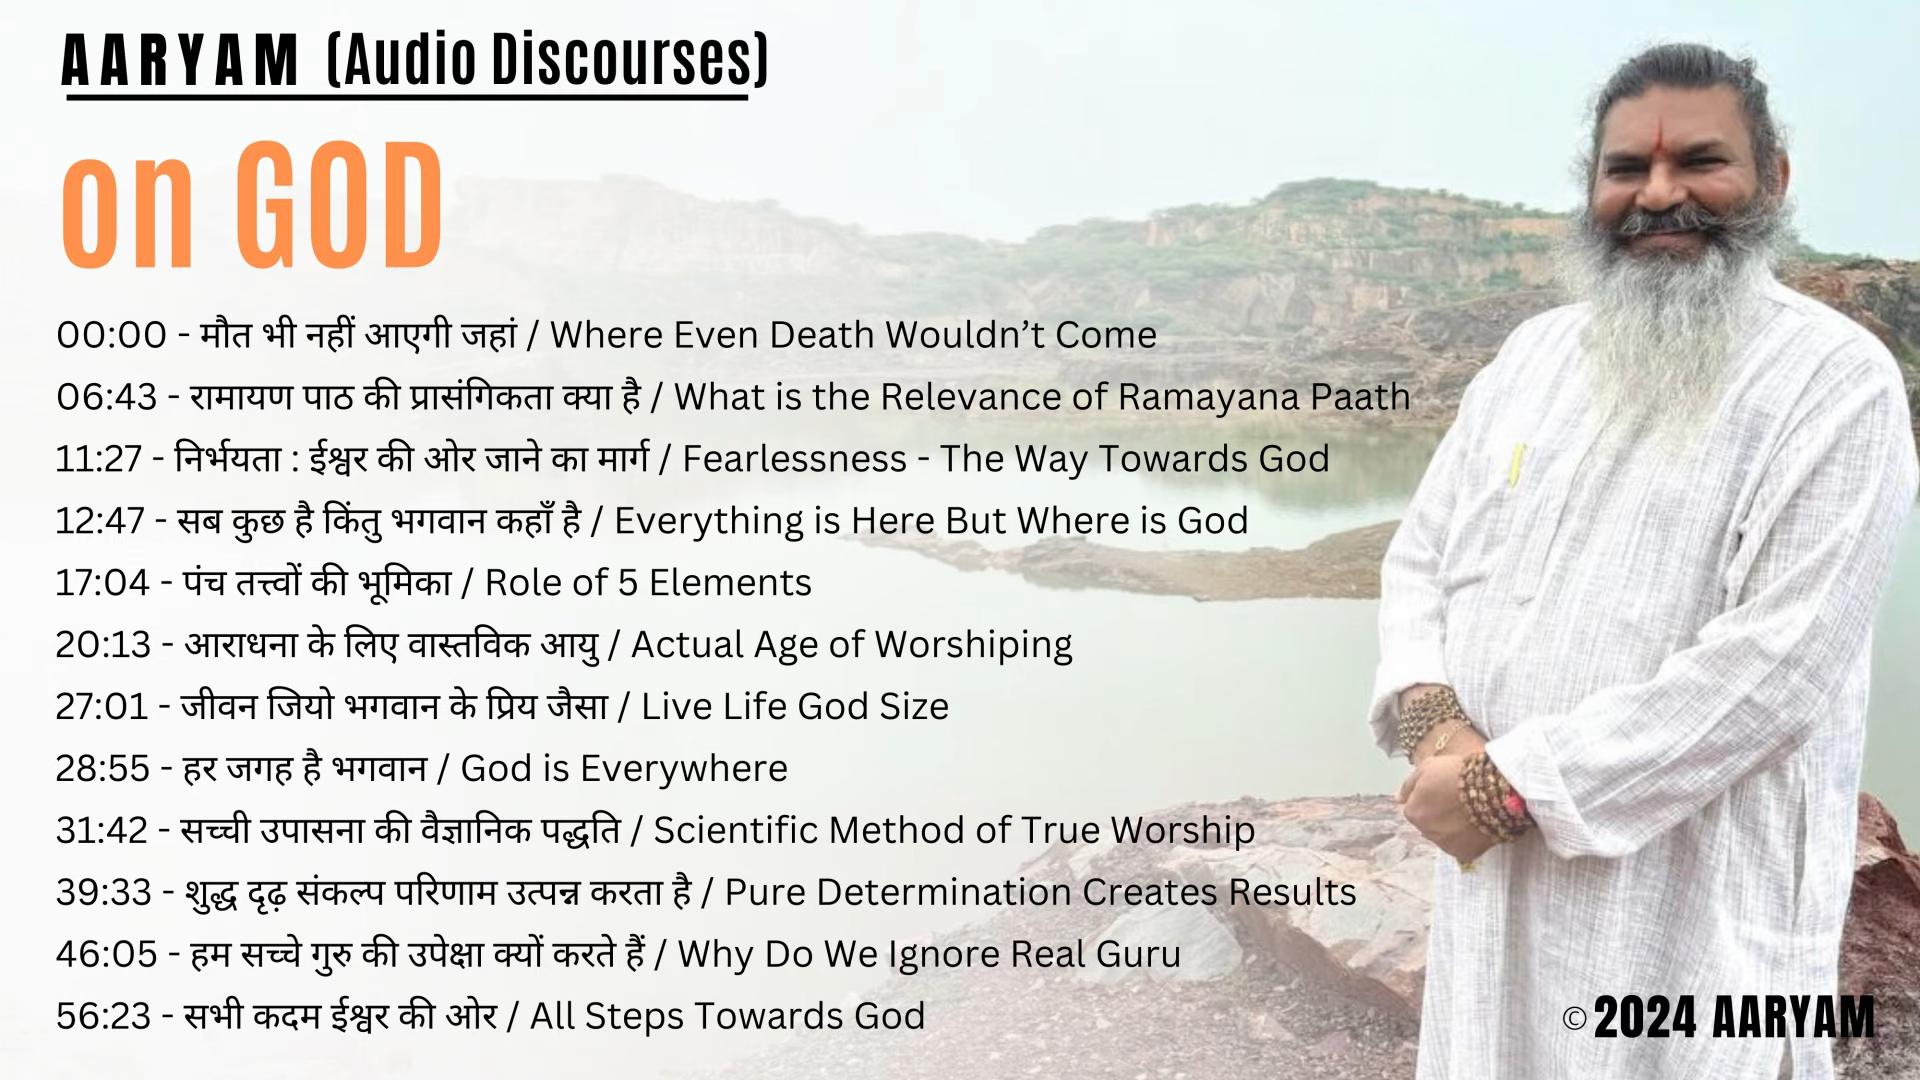 AARYAM (Audio Discourses)
on GOD
00:00 - मौत भी नहीं आएगी जहां / Where Even Death Wouldn’t Come
06:43 - रामायण पाठ की प्रासंगिकता क्या है / What is the Relevance of Ramayana Paath
11:27 - निर्भयता : ईश्वर की ओर जाने का मार्ग / Fearlessness - The Way Towards God
12:47 - सब कुछ है किंतु भगवान कहाँ है / Everything is Here But Where is God
17:04 - पंच तत्त्वों की भूमिका / Role of 5 Elements
20:13 - आराधना के लिए वास्तविक आयु / Actual Age of Worshiping
27:01 - जीवन जियो भगवान के प्रिय जैसा / Live Life God Size
28:55 - हर जगह है भगवान / God is Everywhere
31:42 - सच्ची उपासना की वैज्ञानिक पद्धति / Scientific Method of True Worship
39:33 - शुद्ध दृढ़ संकल्प परिणाम उत्पन्न करता है / Pure Determination Creates Results
46:05 - हम सच्चे गुरु की उपेक्षा क्यों करते हैं / Why Do We Ignore Real Guru
56:23 - सभी कदम ईश्वर की ओर / All Steps Towards God
© 2024 AARYAM